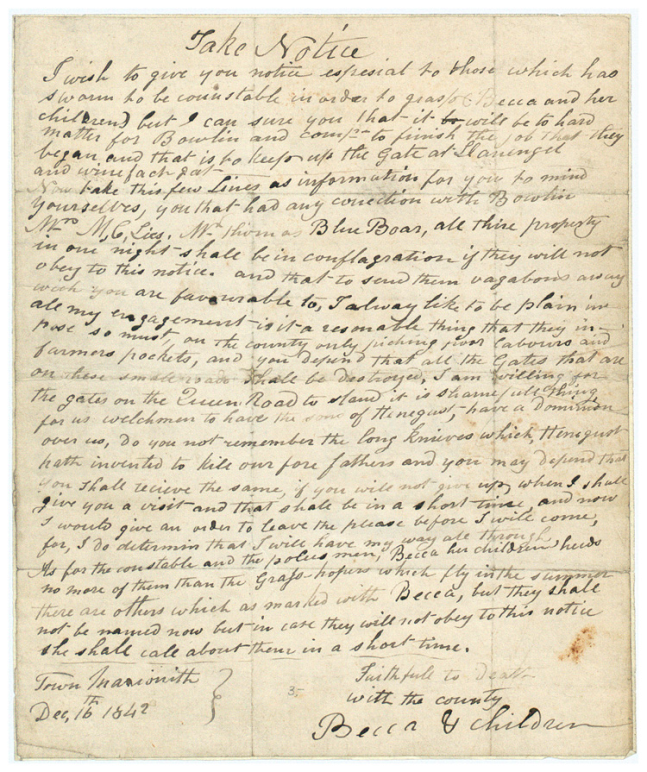 Take Notice
I wish to give you notice espesial to those which has
sworn to be counstable in order to grasp (Becca and her
children) but I can sure you that it will be to hard
matter for Bowlin and compy to finish the job that they
began, and that is to keep up the Gate at Llanengel
and wine fact dat
Now take this few Lines as information for you to mind
yourselves, you that had any conection with Bowlin
Mrs M, C, Lies, Mr thomas Blue Boar, all thire property
in one night shall be in conflagration if they will not
obey to this notice. and that to send them vagabons away
wich you are favourable to, I alway like to be plain in
all my engagement - is it a resonable thing that they in-
pose so must, on the county only picking poor labours and
farmers pockets, and you depend that all the Gates that are
on these small roads shall be destroyed, I am willing for
the gates on the Queen Road to stand it is shamefull thing
for us welchmen to have the sons of Henegust, have a Dominion
over us, do you not remember the long knives which Henegust
hath invented to kill our fore fathers and you may depend that
you shall recieve the same, if you will not give up, when I shall
give you a visit and that shall be in a short time, and now
I would give an order to leave the please before I will come,
for, I do determin that I will have my way all through,
As for the constable and the poleus men, Becca her children heeds
no more of them than the Grass hopers which fly in the summer
there are others which as marked with Becca, but they shall
not be named now but in case they will not obey to this notice
she shall call about them in a short time.
Faithfull to Death
Town
with the county
Dec, 16th 1842
Becca & children